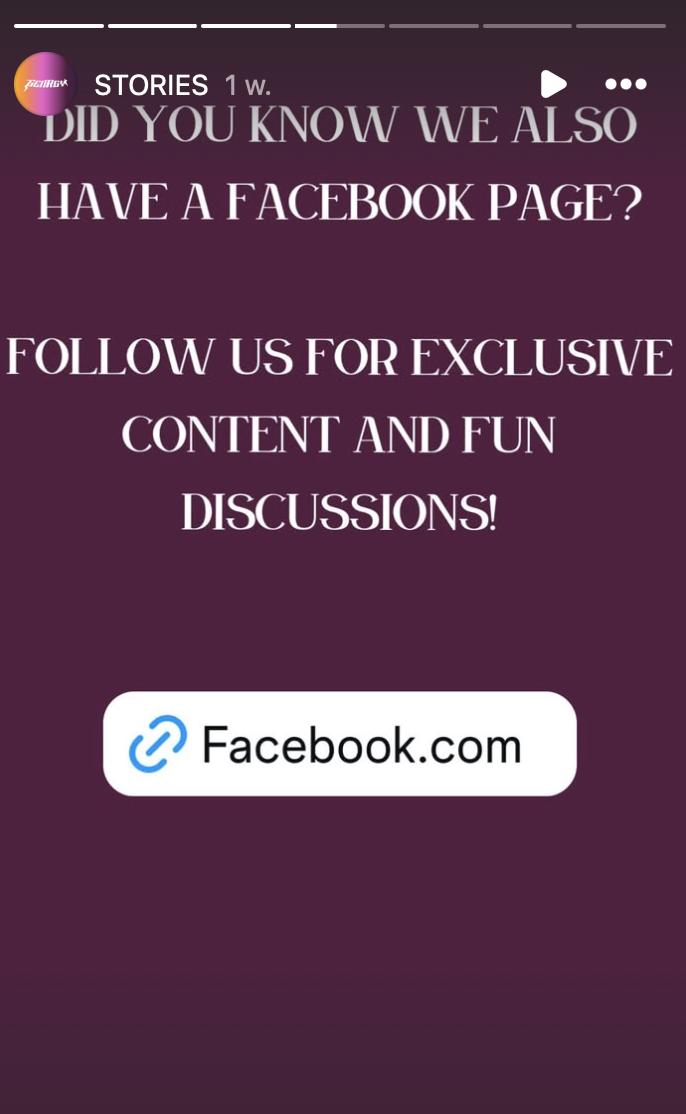 STORIES 1 w.
DID YOU KNOW WE ALSO
HAVE A FACEBOOK PAGE?
FOLLOW US FOR EXCLUSIVE
CONTENT AND FUN
DISCUSSIONS!
Facebook.com